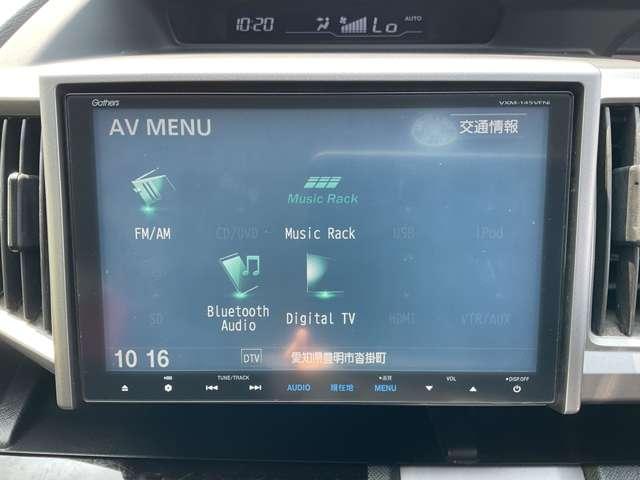 10:20 Lo AUTO
Gathers VXM-145VFNi
AV MENU 交通情報
Music Rack
FM/AM CD/DVD Music Rack USB iPod
SD Bluetooth Audio Digital TV HDMI VTR/AUX
10 16 DTV 愛知県豊明市沓掛町
TUNE/TRACK AUDIO 現在地 MENU VOL DISP.OFF